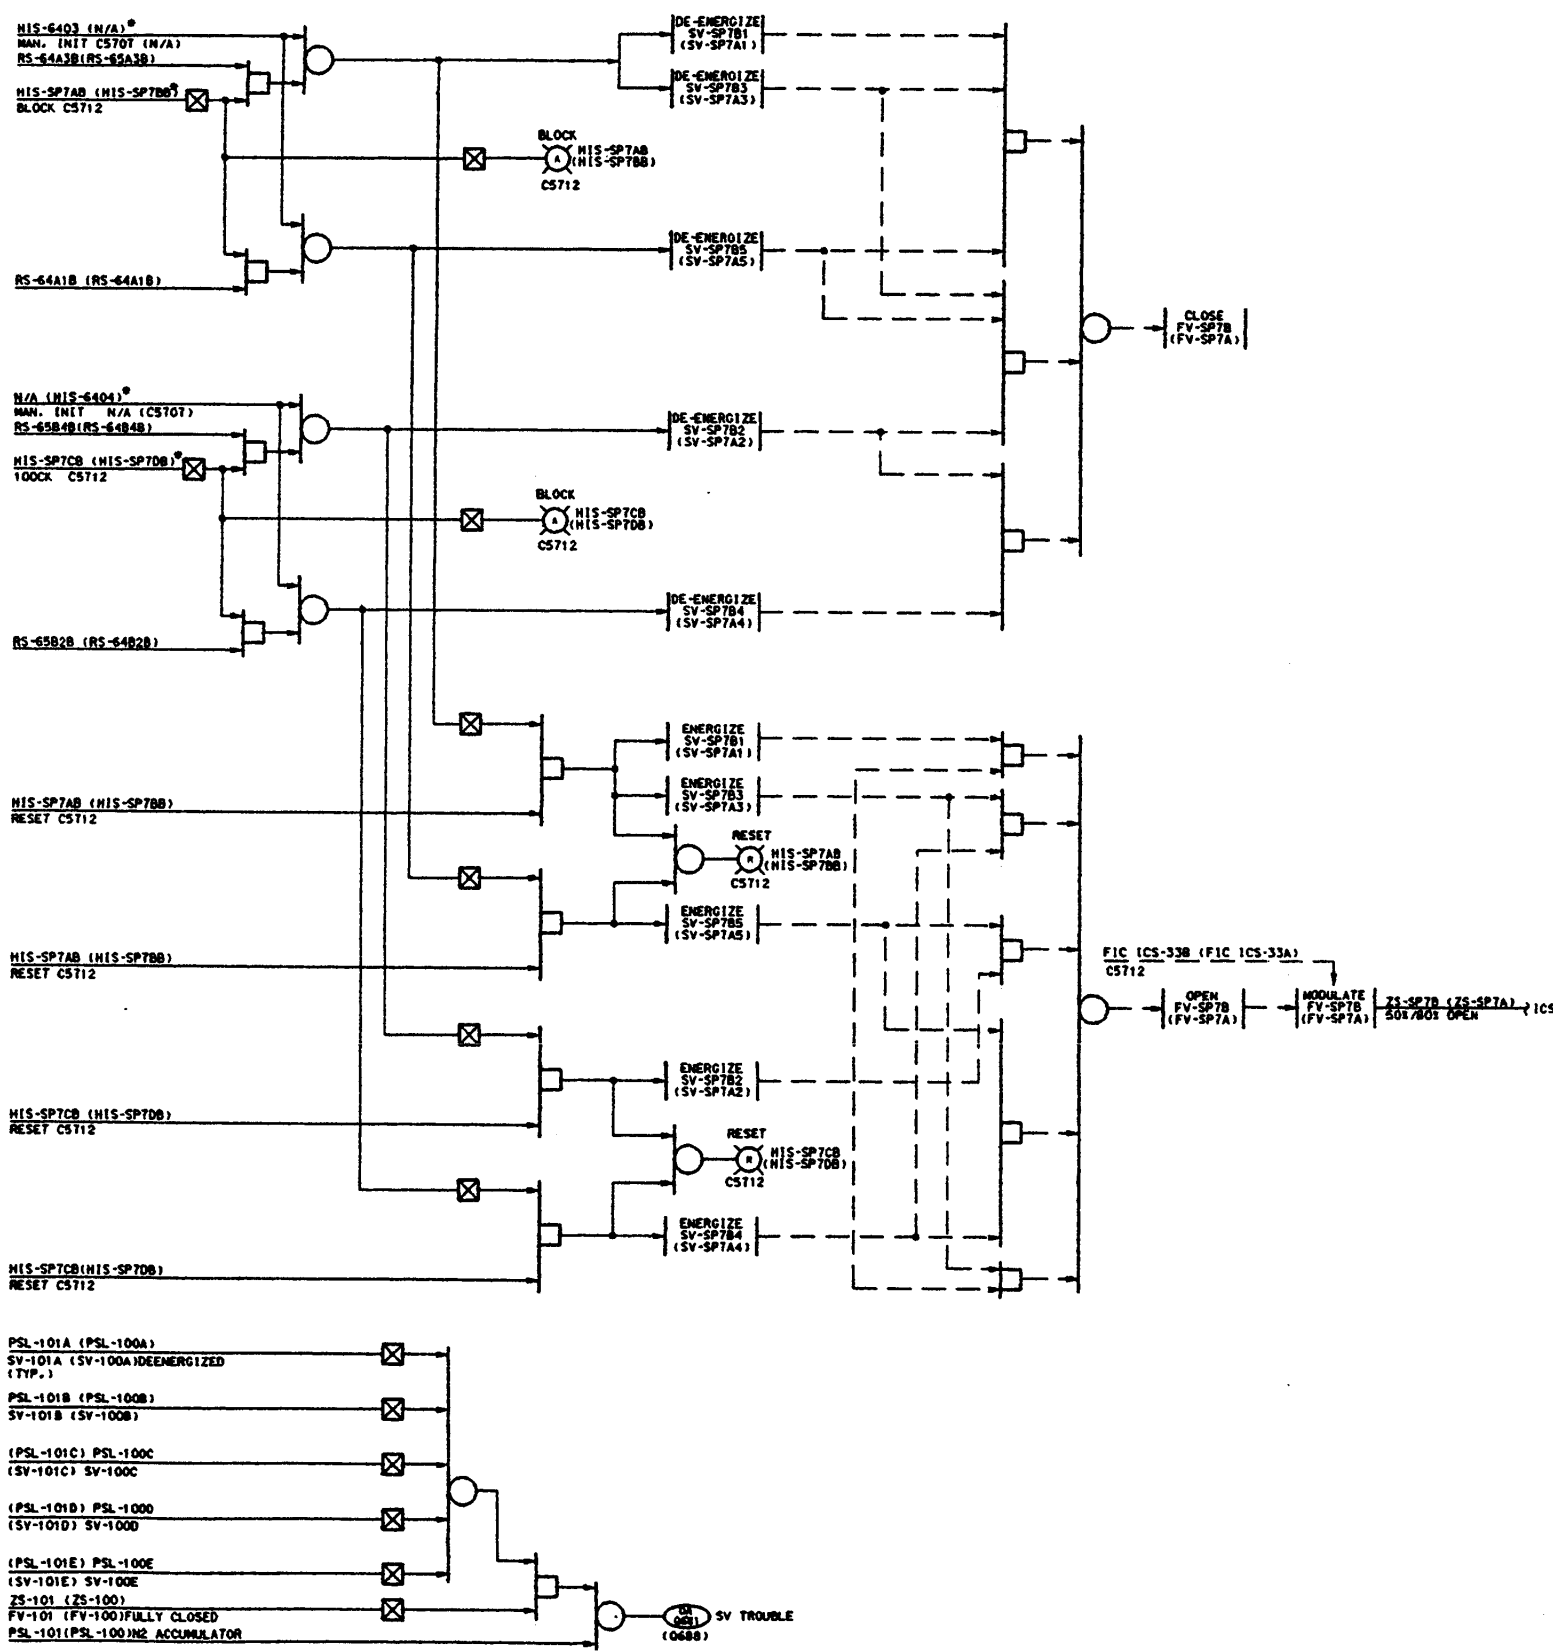 HIS-6403 (N/A)*
MAN. INIT C5707 (N/A)
RS-64A3B(RS-65A3B)
HIS-SP7AB (HIS-SP7BB)*
BLOCK C5712
BLOCK
A
HIS-SP7AB
(HIS-SP7BB)
C5712
RS-64A1B (RS-64A1B)
DE-ENERGIZE
SV-SP7B1
(SV-SP7A1)
DE-ENERGIZE
SV-SP7B3
(SV-SP7A3)
DE-ENERGIZE
SV-SP7B5
(SV-SP7A5)
CLOSE
FV-SP7B
(FV-SP7A)
N/A (HIS-6404)*
MAN. INIT N/A (C5707)
RS-65B4B(RS-64B4B)
HIS-SP7CB (HIS-SP7DB)*
100CK C5712
BLOCK
A
HIS-SP7CB
(HIS-SP7DB)
C5712
RS-65B2B (RS-64B2B)
DE-ENERGIZE
SV-SP7B2
(SV-SP7A2)
DE-ENERGIZE
SV-SP7B4
(SV-SP7A4)
ENERGIZE
SV-SP7B1
(SV-SP7A1)
ENERGIZE
SV-SP7B3
(SV-SP7A3)
HIS-SP7AB (HIS-SP7BB)
RESET C5712
RESET
R
HIS-SP7AB
(HIS-SP7BB)
C5712
ENERGIZE
SV-SP7B5
(SV-SP7A5)
HIS-SP7AB (HIS-SP7BB)
RESET C5712
FIC ICS-33B (FIC ICS-33A)
C5712
OPEN
FV-SP7B
(FV-SP7A)
MODULATE
FV-SP7B
(FV-SP7A)
ZS-SP7B (ZS-SP7A)
50%/80% OPEN
ICS
ENERGIZE
SV-SP7B2
(SV-SP7A2)
HIS-SP7CB (HIS-SP7DB)
RESET C5712
RESET
R
HIS-SP7CB
(HIS-SP7DB)
C5712
ENERGIZE
SV-SP7B4
(SV-SP7A4)
HIS-SP7CB(HIS-SP7DB)
RESET C5712
PSL-101A (PSL-100A)
SV-101A (SV-100A)DEENERGIZED
(TYP.)
PSL-101B (PSL-100B)
SV-101B (SV-100B)
(PSL-101C) PSL-100C
(SV-101C) SV-100C
(PSL-101D) PSL-100D
(SV-101D) SV-100D
(PSL-101E) PSL-100E
(SV-101E) SV-100E
ZS-101 (ZS-100)
FV-101 (FV-100)FULLY CLOSED
PSL-101(PSL-100)N2 ACCUMULATOR
SV TROUBLE
(Q688)